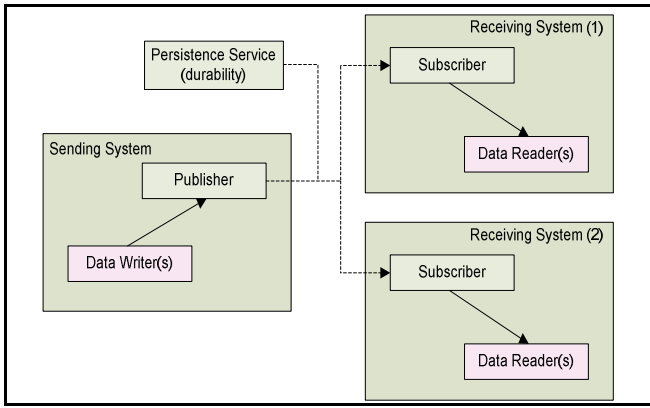 Persistence Service
(durability)
Sending System
Publisher
Data Writer(s)
Receiving System (1)
Subscriber
Data Reader(s)
Receiving System (2)
Subscriber
Data Reader(s)